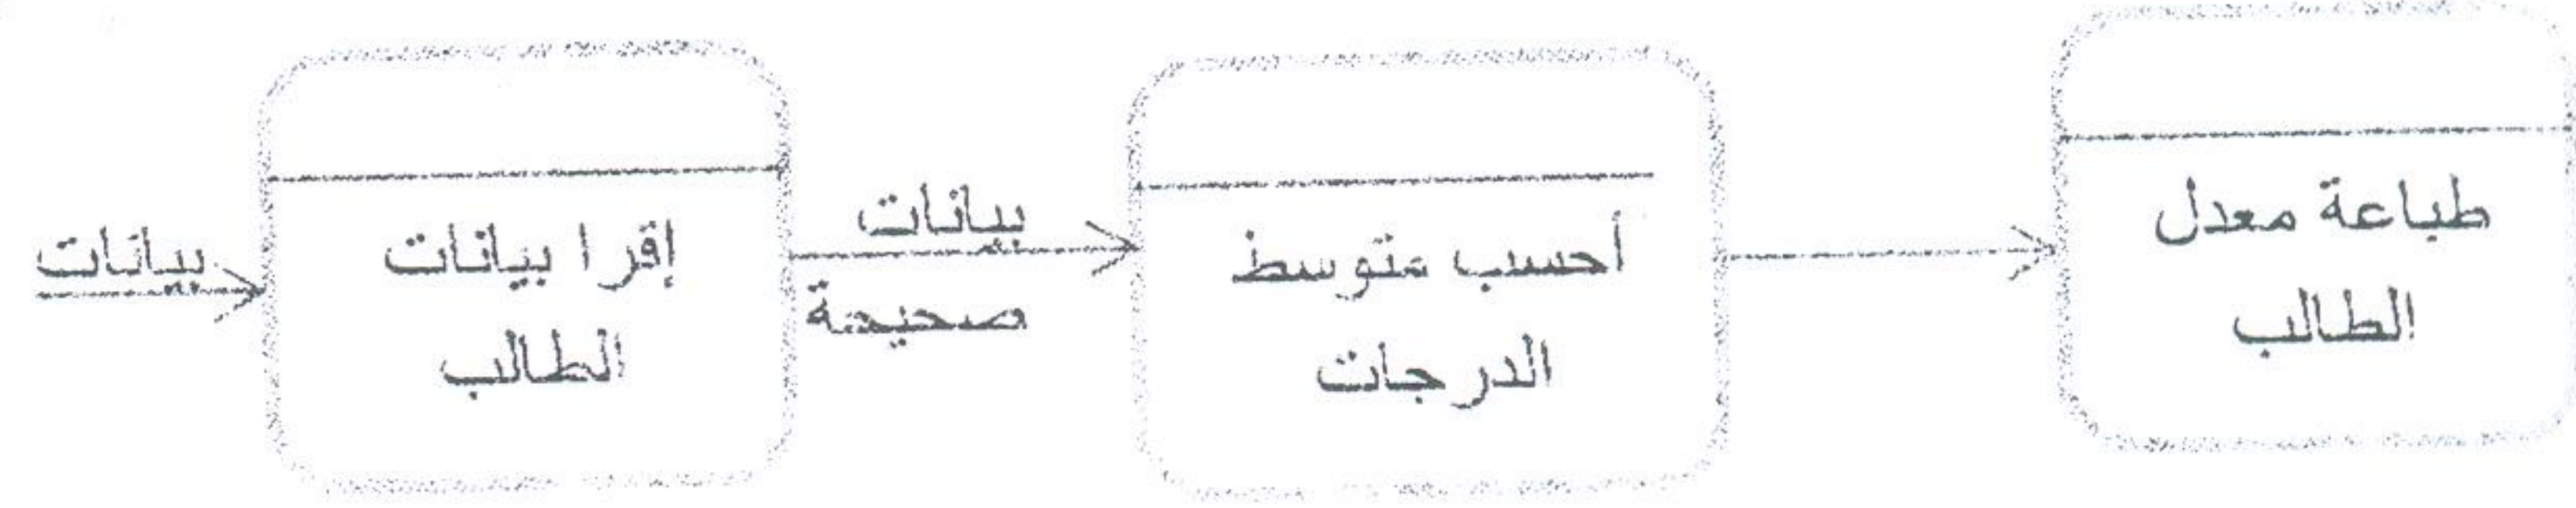 بيانات
إقرا بيانات
الطالب
بيانات
صحيحة
أحسب متوسط
الدرجات
طباعة معدل
الطالب